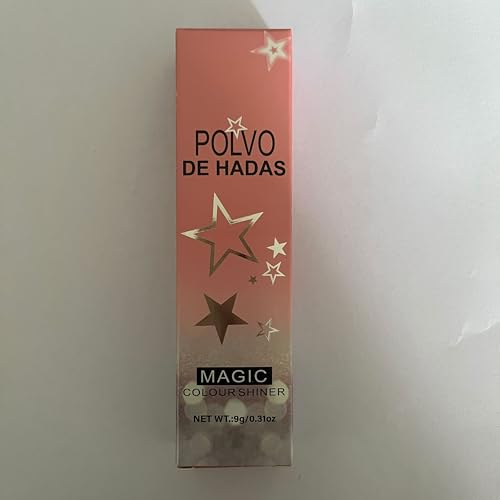 POLVO
DE HADAS
MAGIC
COLOUR SHINER
NET WT.:9g/0.31oz